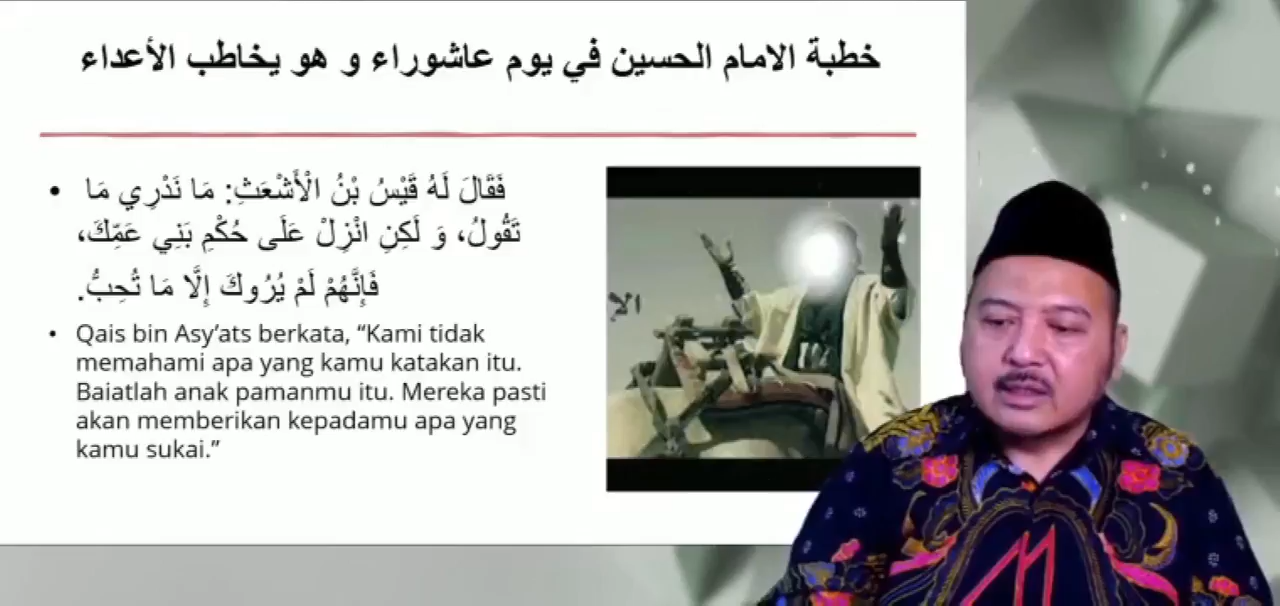 خطبة الامام الحسين في يوم عاشوراء و هو يخاطب الأعداء
• فَقَالَ لَهُ قَيْسُ بْنُ الْأَشْعَثِ: مَا نَدْرِي مَا
تَقُولُ، وَ لَكِنِ انْزِلْ عَلَى حُكْمِ بَنِي عَمِّكَ،
فَإِنَّهُمْ لَمْ يُرُوكَ إِلَّا مَا تُحِبُّ.
• Qais bin Asy’ats berkata, “Kami tidak
memahami apa yang kamu katakan itu.
Baiatlah anak pamanmu itu. Mereka pasti
akan memberikan kepadamu apa yang
kamu sukai.”